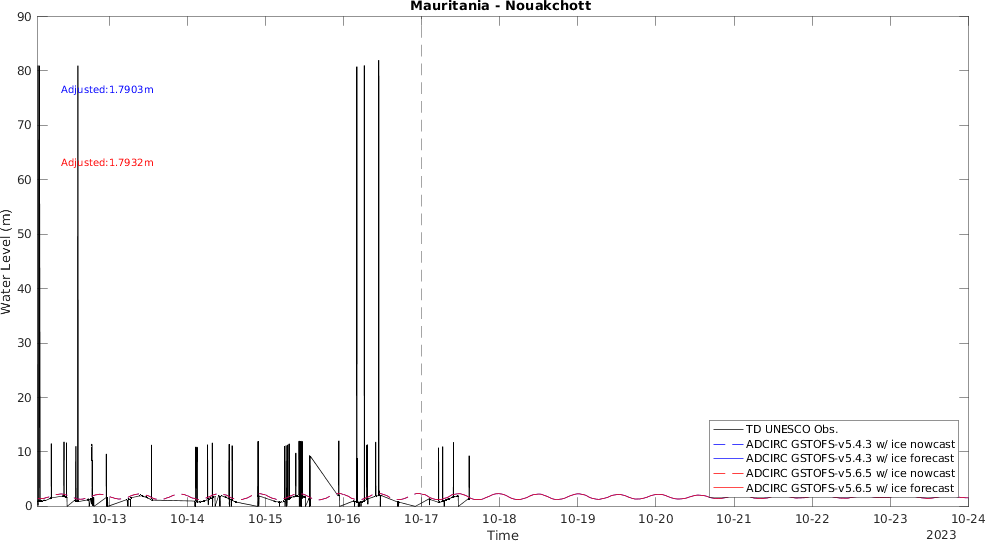 Mauritania - Nouakchott
90
80
70
60
50
40
30
20
10
0
Water Level (m)
Adjusted:1.7903m
Adjusted:1.7932m
TD UNESCO Obs.
ADCIRC GSTOFS-v5.4.3 w/ ice nowcast
ADCIRC GSTOFS-v5.4.3 w/ ice forecast
ADCIRC GSTOFS-v5.6.5 w/ ice nowcast
ADCIRC GSTOFS-v5.6.5 w/ ice forecast
10-13 10-14 10-15 10-16 10-17 10-18 10-19 10-20 10-21 10-22 10-23 10-24
Time
2023